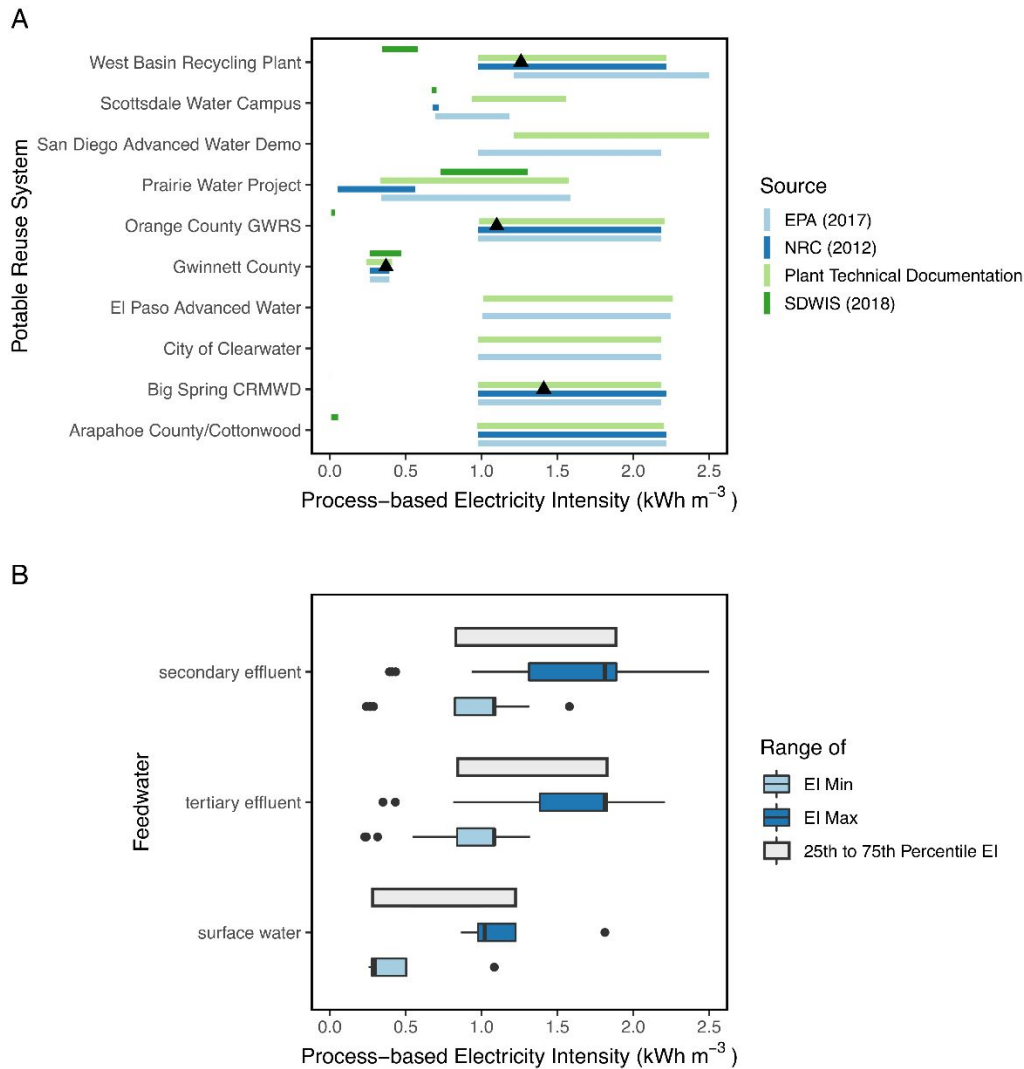 A
West Basin Recycling Plant
Scottsdale Water Campus
San Diego Advanced Water Demo
Prairie Water Project
Orange County GWRS
Gwinnett County
El Paso Advanced Water
City of Clearwater
Big Spring CRMWD
Arapahoe County/Cottonwood
Potable Reuse System
0.0 0.5 1.0 1.5 2.0 2.5
Process−based Electricity Intensity (kWh m⁻³ )
Source
EPA (2017)
NRC (2012)
Plant Technical Documentation
SDWIS (2018)
B
secondary effluent
tertiary effluent
surface water
Feedwater
0.0 0.5 1.0 1.5 2.0 2.5
Process−based Electricity Intensity (kWh m⁻³ )
Range of
EI Min
EI Max
25th to 75th Percentile EI